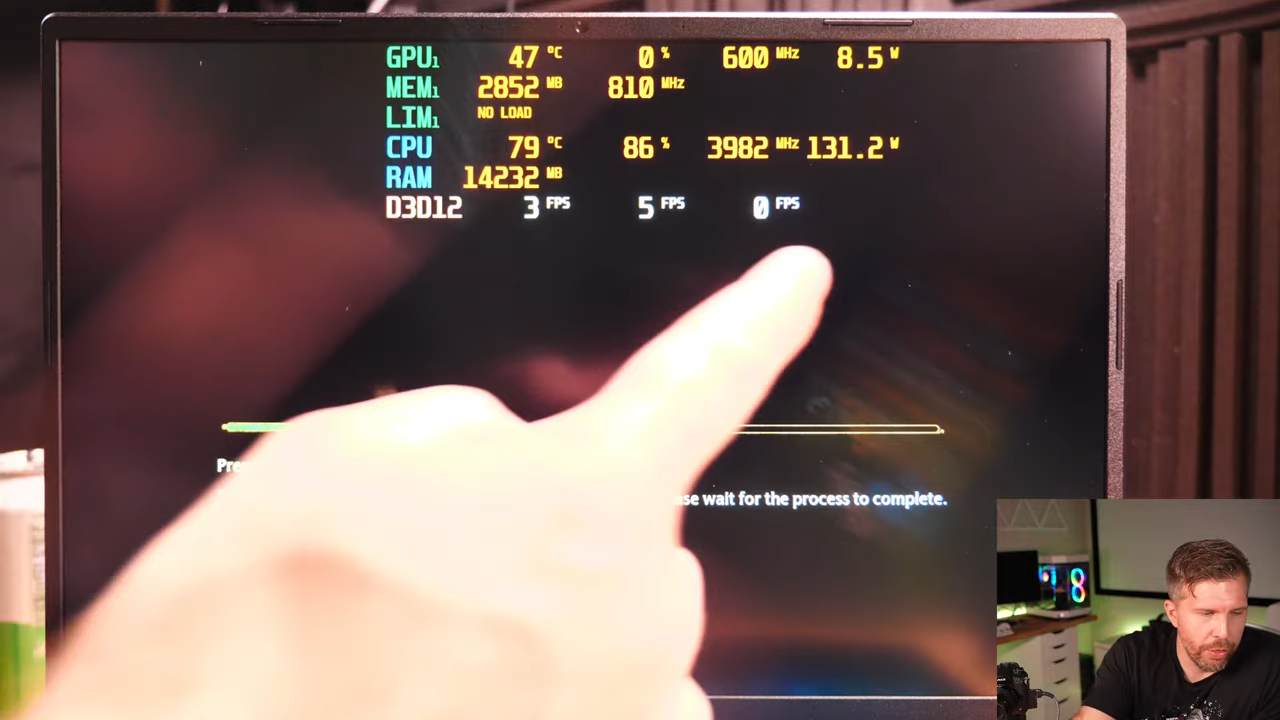 GPU1 47 °C 0 % 600 MHz 8.5 W
MEM1 2852 MB 810 MHz
LIM1 NO LOAD
CPU 79 °C 86 % 3982 MHz 131.2 W
RAM 14232 MB
D3D12 3 FPS 5 FPS 0 FPS
wait for the process to complete.